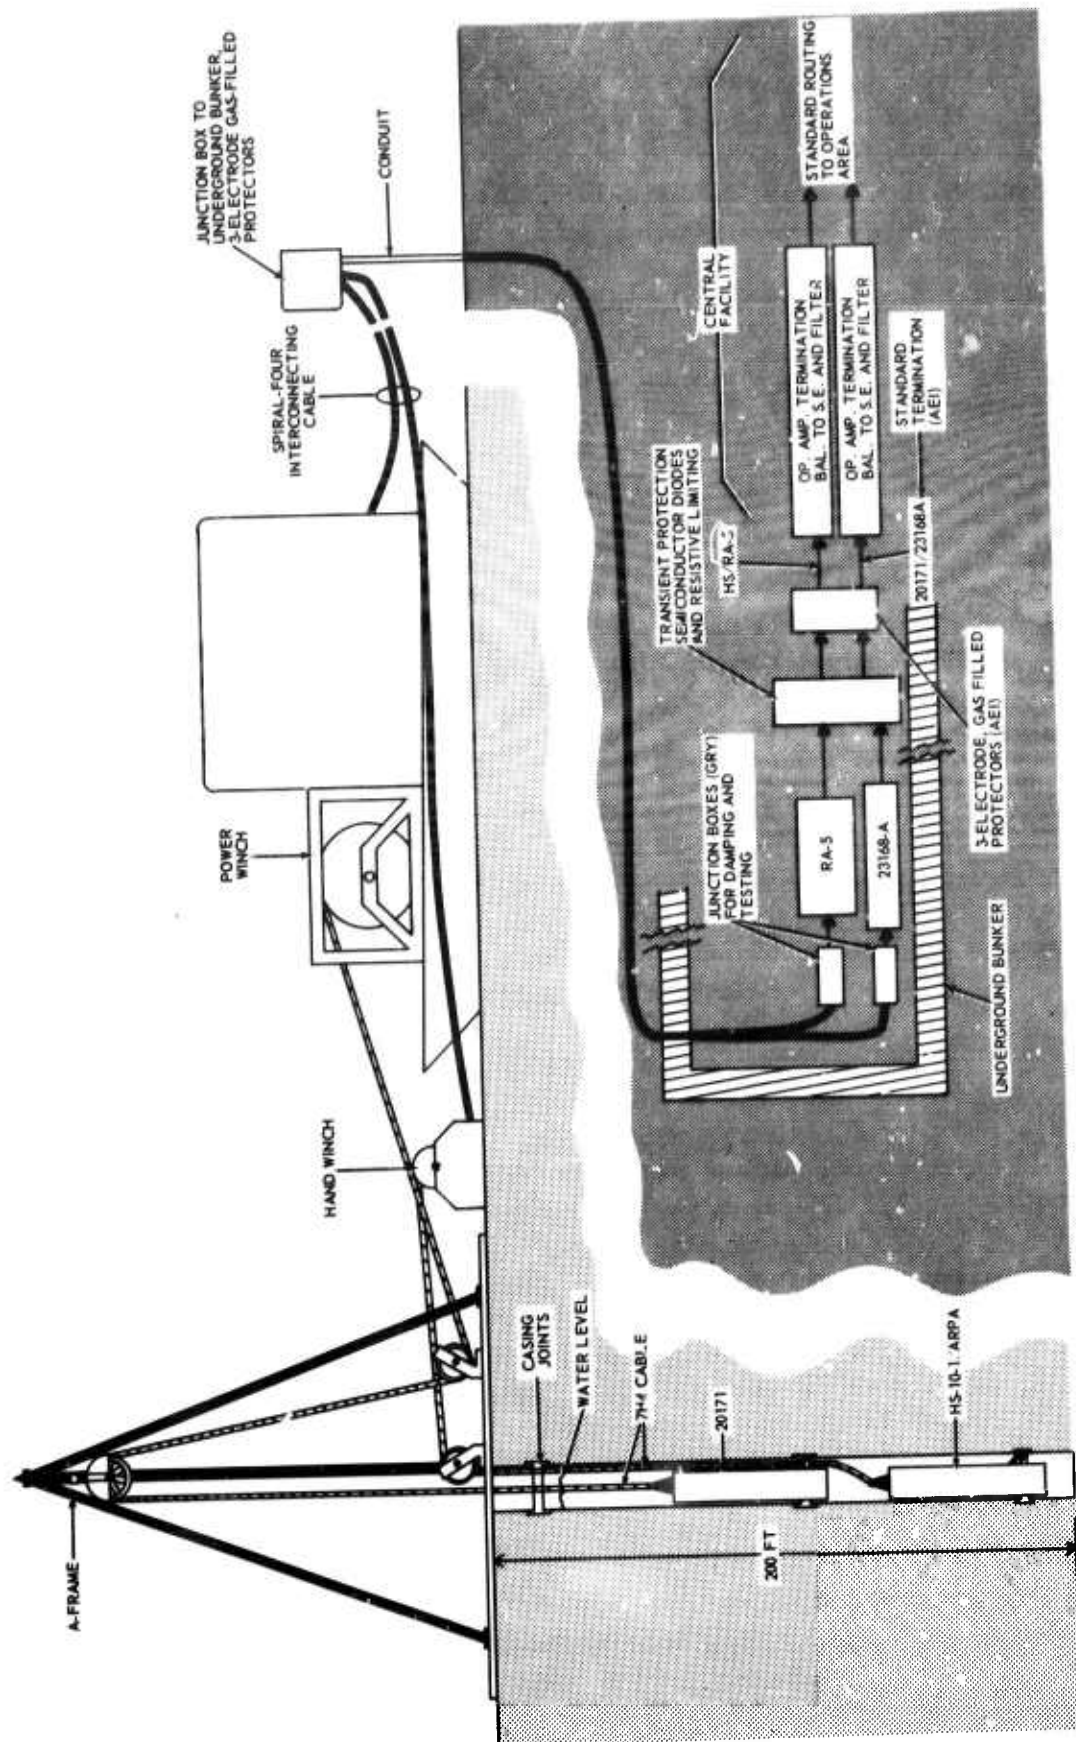 A-FRAME
HAND WINCH
POWER
WINCH
SPIRAL-FOUR
INTERCONNECTING
CABLE
JUNCTION BOX TO
UNDERGROUND BUNKER,
3-ELECTRODE GAS-FILLED
PROTECTORS
CONDUIT
CASING
JOINTS
WATER LEVEL
7H4 CABLE
20171
HS-10-1 ARPA
200 FT
JUNCTION BOXES (GRY)
FOR DAMPING AND
TESTING
RA-5
23168-A
UNDERGROUND BUNKER
TRANSIENT PROTECTION
SEMICONDUCTOR DIODES
AND RESISTIVE LIMITING
HS/RA-5
3-ELECTRODE, GAS FILLED
PROTECTORS (AEI)
20171/23168A
CENTRAL
FACILITY
OP. AMP. TERMINATION
BAL. TO S.E. AND FILTER
OP. AMP. TERMINATION
BAL. TO S.E. AND FILTER
STANDARD
TERMINATION
(AEI)
STANDARD ROUTING
TO OPERATIONS
AREA